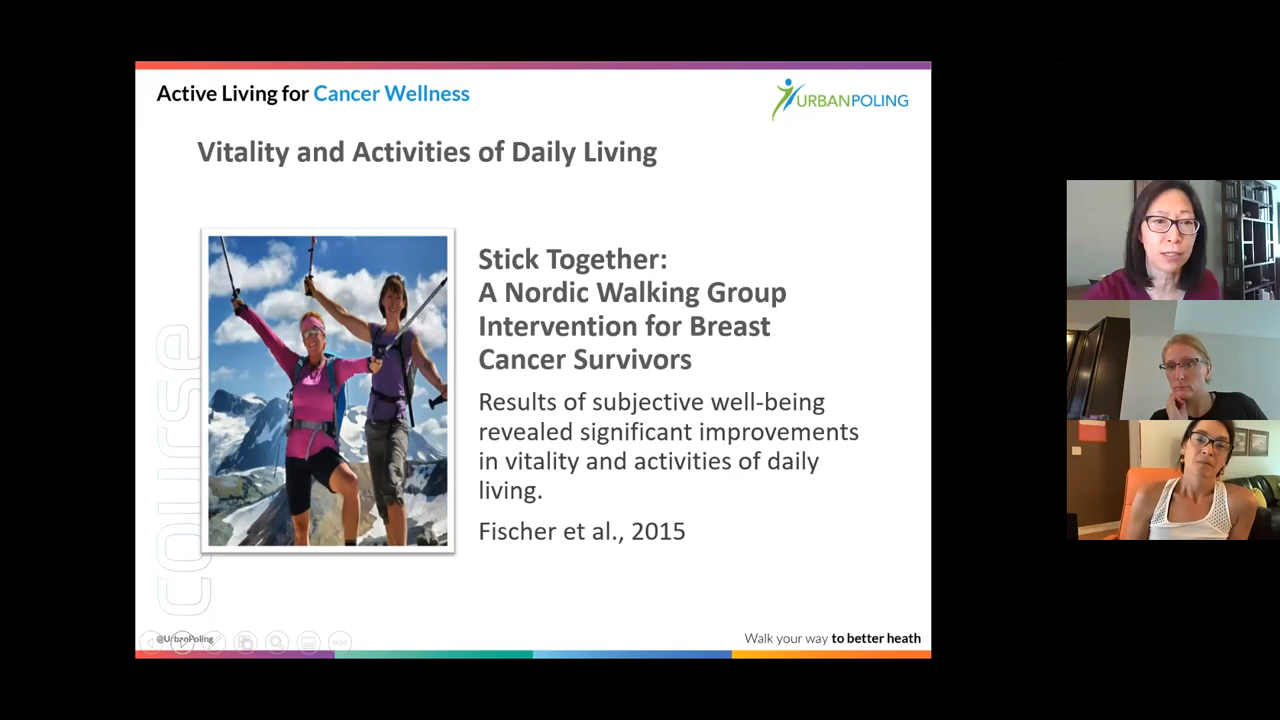 Active Living for Cancer Wellness
URBANPOLING
Vitality and Activities of Daily Living
Stick Together:
A Nordic Walking Group
Intervention for Breast
Cancer Survivors
Results of subjective well-being
revealed significant improvements
in vitality and activities of daily
living.
Fischer et al., 2015
course
@UrbanPoling
Walk your way to better heath